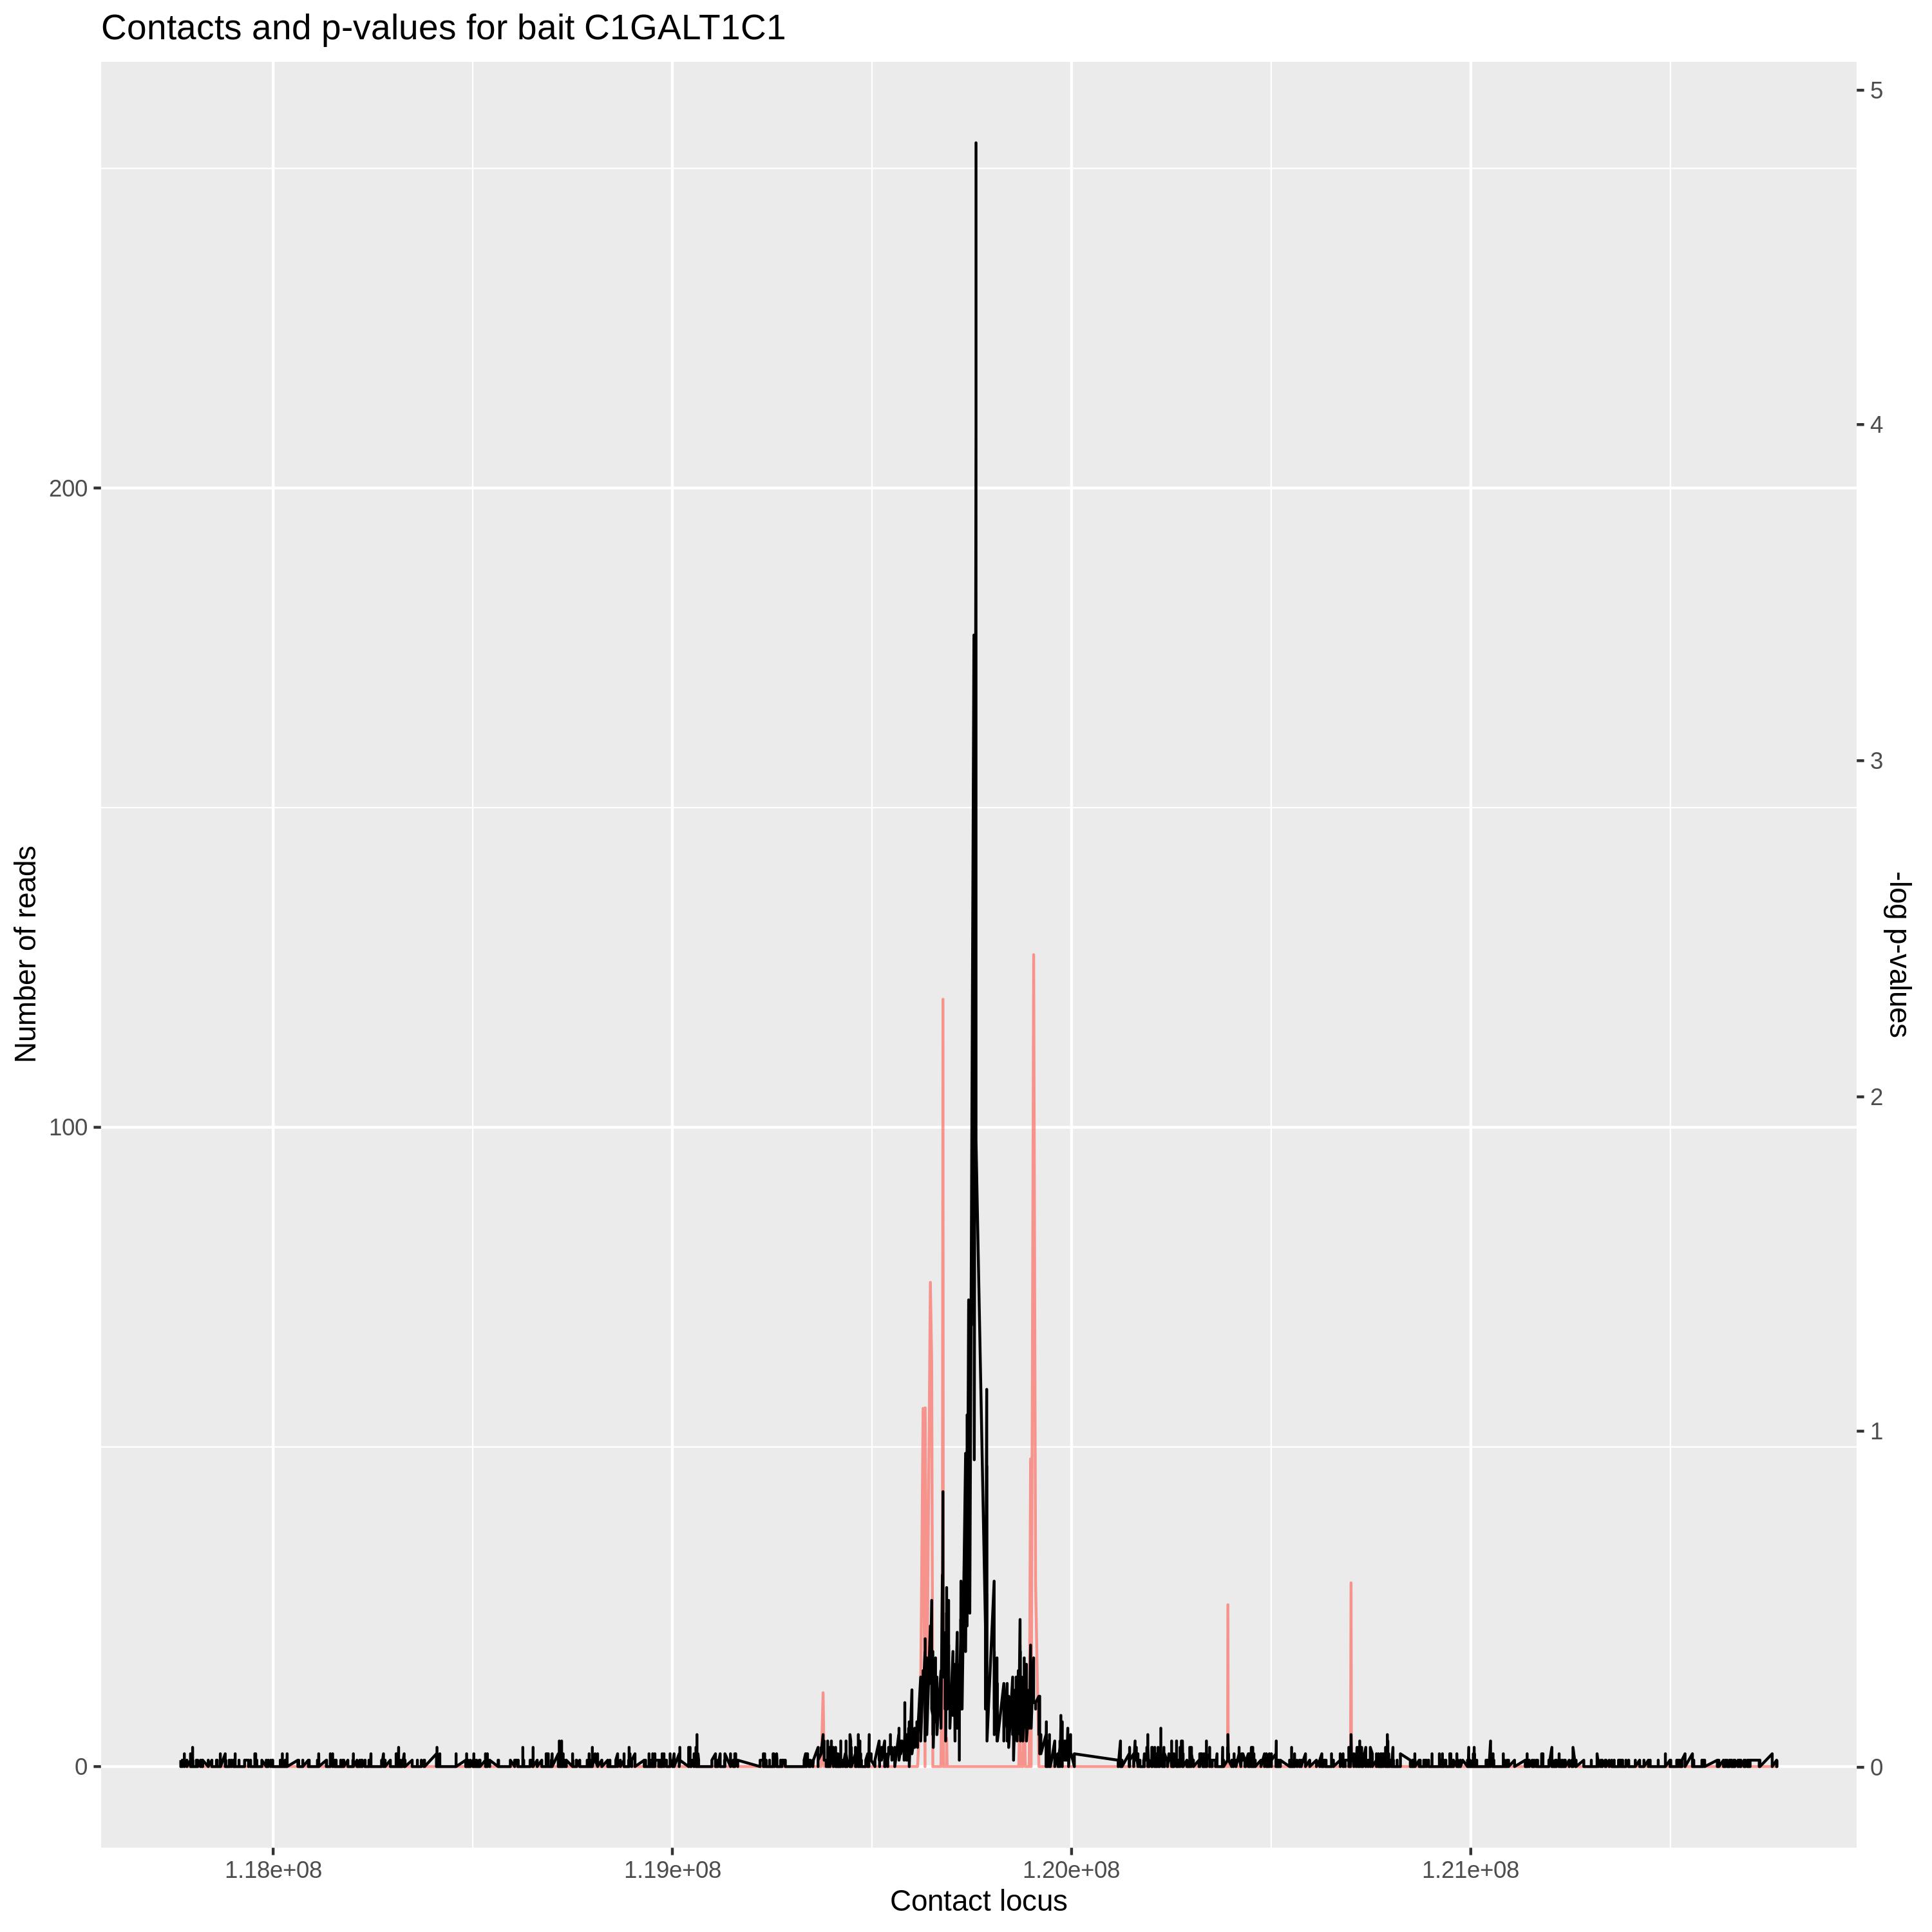 Contacts and p-values for bait C1GALT1C1
Number of reads
200
100
0
5
4
3
2
1
0
-log p-values
1.18e+08
1.19e+08
1.20e+08
1.21e+08
Contact locus